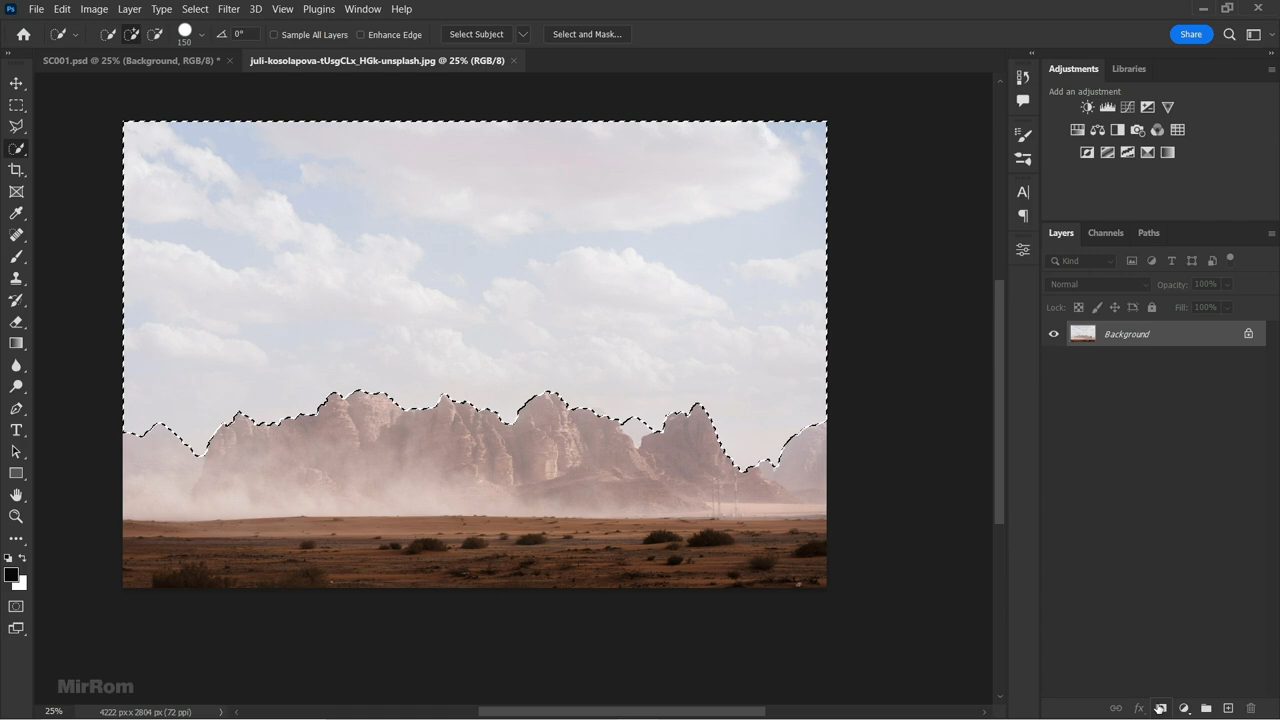 Ps File Edit Image Layer Type Select Filter 3D View Plugins Window Help
150 0° Sample All Layers Enhance Edge Select Subject Select and Mask... Share
SC001.psd @ 25% (Background, RGB/8) * × juli-kosolapova-tUsgCLx_HGk-unsplash.jpg @ 25% (RGB/8) ×
Adjustments Libraries
Add an adjustment
Layers Channels Paths
Kind
Normal Opacity: 100%
Lock: Fill: 100%
Background
MirRom
25% 4222 px x 2804 px (72 ppi)
fx